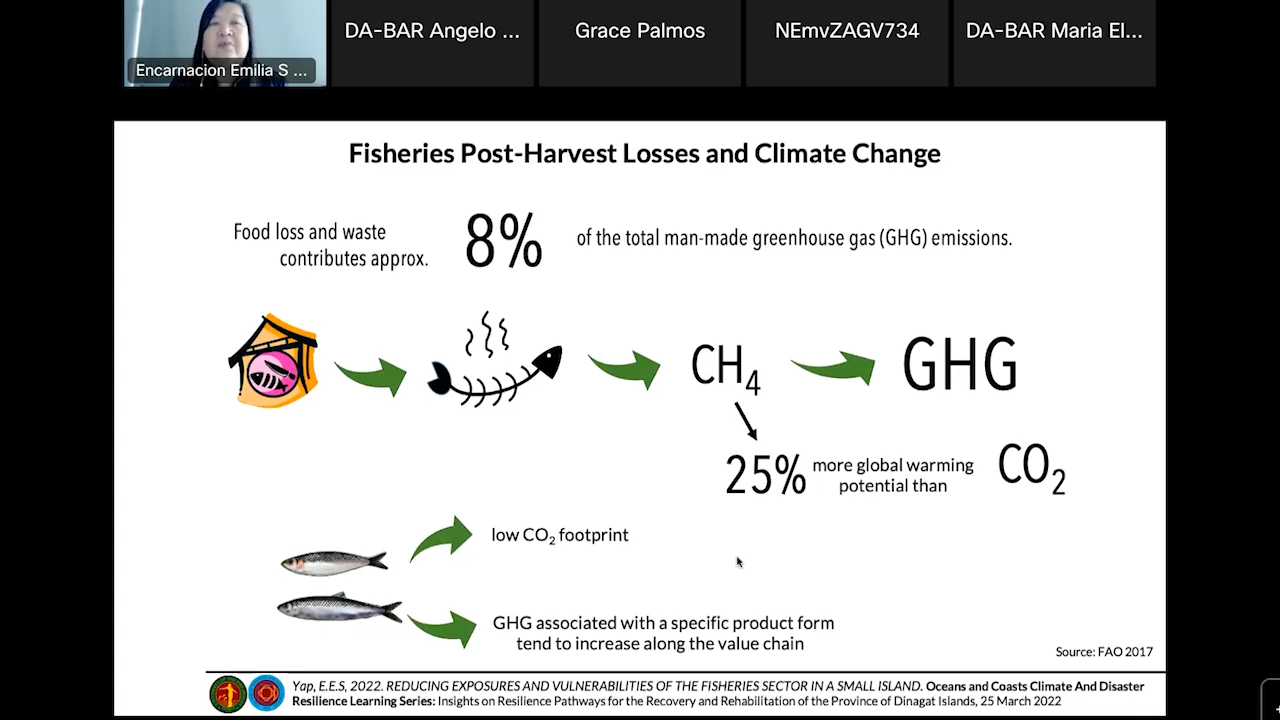 Encarnacion Emilia S ...
DA-BAR Angelo ...
Grace Palmos
NEmvZAGV734
DA-BAR Maria El...
Fisheries Post-Harvest Losses and Climate Change
Food loss and waste
contributes approx.
8%
of the total man-made greenhouse gas (GHG) emissions.
CH4
GHG
25%
more global warming
potential than
CO2
low CO2 footprint
GHG associated with a specific product form
tend to increase along the value chain
Source: FAO 2017
Yap, E.E.S, 2022. REDUCING EXPOSURES AND VULNERABILITIES OF THE FISHERIES SECTOR IN A SMALL ISLAND. Oceans and Coasts Climate And Disaster
Resilience Learning Series: Insights on Resilience Pathways for the Recovery and Rehabilitation of the Province of Dinagat Islands, 25 March 2022